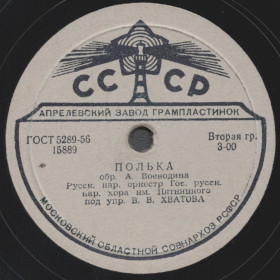 СССР
АПРЕЛЕВСКИЙ ЗАВОД ГРАМПЛАСТИНОК
ГОСТ 5289-56
15889
Вторая гр.
3-00
ПОЛЬКА
обр. А. Воеводина
Русск. нар. оркестр Гос. русск.
нар. хора им. Пятницкого
под упр. В. В. ХВАТОВА
МОСКОВСКИЙ ОБЛАСТНОЙ СОВНАРХОЗ РСФСР